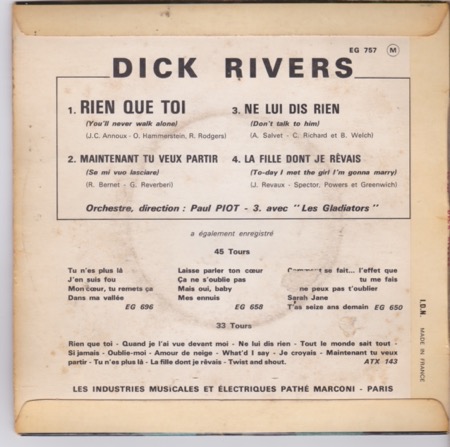 EG 757 M
DICK RIVERS
1. RIEN QUE TOI
(You'll never walk alone)
(J.C. Annoux - O. Hammerstein, R. Rodgers)
2. MAINTENANT TU VEUX PARTIR
(Se mi vuo lasciare)
(R. Bernet - G. Reverberi)
3. NE LUI DIS RIEN
(Don't talk to him)
(A. Salvet - C. Richard et B. Welch)
4. LA FILLE DONT JE RÊVAIS
(To-day I met the girl I'm gonna marry)
(J. Revaux - Spector, Powers et Greenwich)
Orchestre, direction : Paul PIOT - 3. avec "Les Gladiators"
a également enregistré
45 Tours
Tu n'es plus là
J'en suis fou
Mon cœur, tu remets ça
Dans ma vallée
EG 696
Laisse parler ton cœur
Ça ne s'oublie pas
Mais oui, baby
Mes ennuis
EG 658
Comment se fait... l'effet que
tu me fais
ne peux pas t'oublier
Sarah Jane
T'as seize ans demain EG 650
33 Tours
Rien que toi - Quand je l'ai vue devant moi - Ne lui dis rien - Tout le monde sait tout -
Si jamais - Oublie-moi - Amour de neige - What'd I say - Je croyais - Maintenant tu veux
partir - Tu n'es plus là - La fille dont je rêvais - Twist and shout. ATX 143
LES INDUSTRIES MUSICALES ET ÉLECTRIQUES PATHÉ MARCONI - PARIS
I.D.N. MADE IN FRANCE